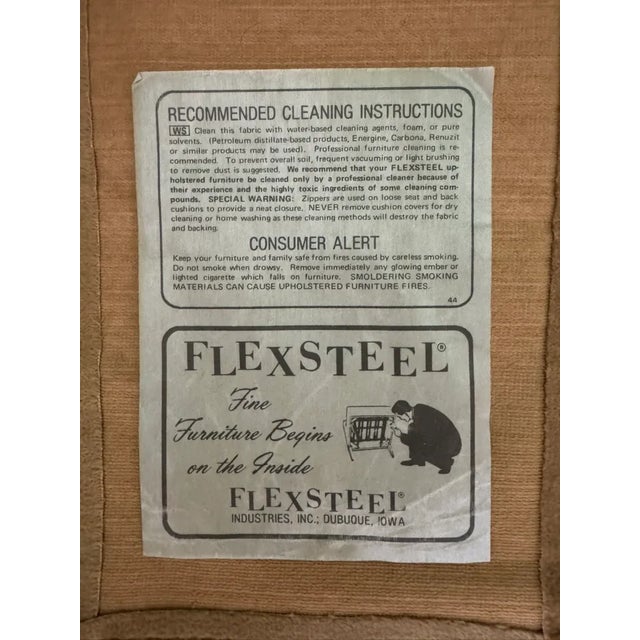 RECOMMENDED CLEANING INSTRUCTIONS
WS Clean this fabric with water-based cleaning agents, foam, or pure
solvents. (Petroleum distillate-based products, Energine, Carbona, Renuzit
or similar products may be used). Professional furniture cleaning is re-
commended. To prevent overall soil, frequent vacuuming or light brushing
to remove dust is suggested. We recommend that your FLEXSTEEL up-
holstered furniture be cleaned only by a professional cleaner because of
their experience and the highly toxic ingredients of some cleaning com-
pounds. SPECIAL WARNING: Zippers are used on loose seat and back
cushions to provide a neat closure. NEVER remove cushion covers for dry
cleaning or home washing as these cleaning methods will destroy the fabric
and backing.
CONSUMER ALERT
Keep your furniture and family safe from fires caused by careless smoking.
Do not smoke when drowsy. Remove immediately any glowing ember or
lighted cigarette which falls on furniture. SMOLDERING SMOKING
MATERIALS CAN CAUSE UPHOLSTERED FURNITURE FIRES.
44
FLEXSTEEL®
Fine
Furniture Begins
on the Inside
FLEXSTEEL®
INDUSTRIES, INC.; DUBUQUE, IOWA